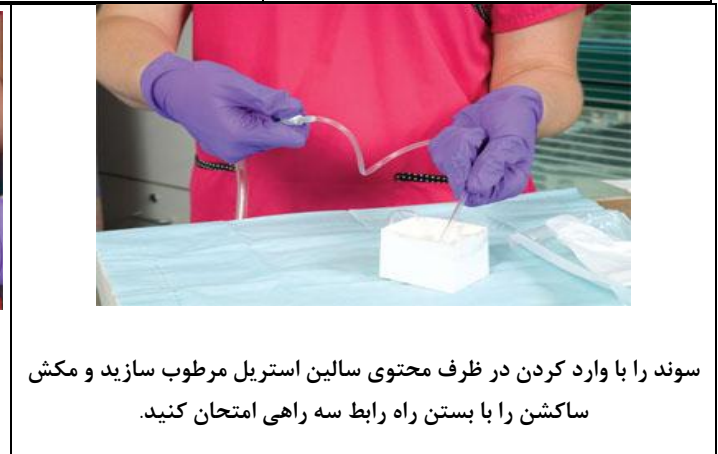 سوند را با وارد کردن در ظرف محتوی سالین استریل مرطوب سازید و مکش
ساکشن را با بستن راه رابط سه راهی امتحان کنید.